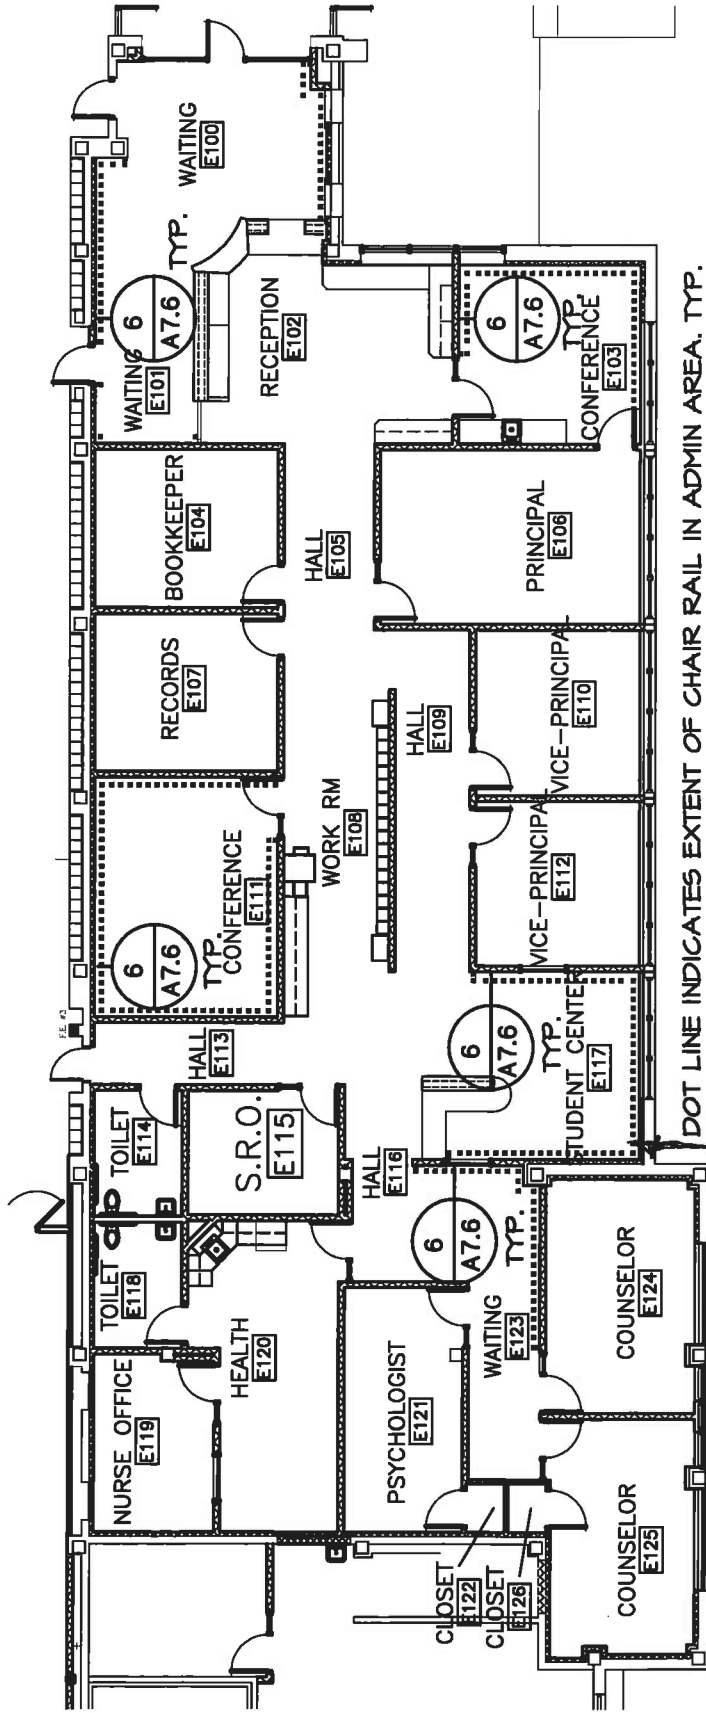 WAITING
E100
TYP.
6
A7.6
WAITING
E101
RECEPTION
E102
6
A7.6
TYP.
CONFERENCE
E103
BOOKKEEPER
E104
HALL
E105
PRINCIPAL
E106
RECORDS
E107
WORK RM
E108
HALL
E109
VICE-PRINCIPAL
E110
6
A7.6
TYP.
CONFERENCE
E111
VICE-PRINCIPAL
E112
F.E. #3
HALL
E113
TOILET
E114
S.R.O.
E115
HALL
E116
6
A7.6
TYP.
STUDENT CENTER
E117
TOILET
E118
NURSE OFFICE
E119
HEALTH
E120
PSYCHOLOGIST
E121
6
A7.6
TYP.
WAITING
E123
CLOSET
E122
CLOSET
E126
COUNSELOR
E124
COUNSELOR
E125
DOT LINE INDICATES EXTENT OF CHAIR RAIL IN ADMIN AREA. TYP.